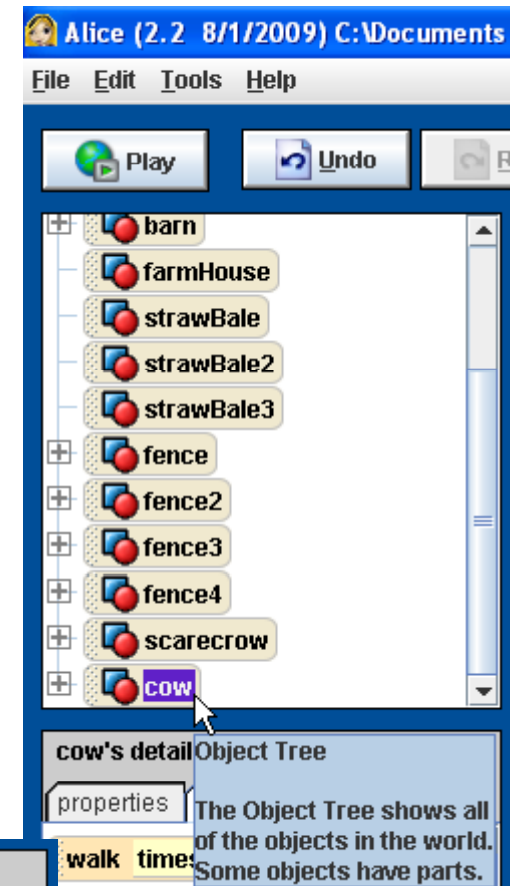 Alice (2.2 8/1/2009) C:\Documents
File Edit Tools Help
Play Undo R
barn
farmHouse
strawBale
strawBale2
strawBale3
fence
fence2
fence3
fence4
scarecrow
cow
cow's detail
Object Tree
properties
The Object Tree shows all
of the objects in the world.
Some objects have parts.
walk times